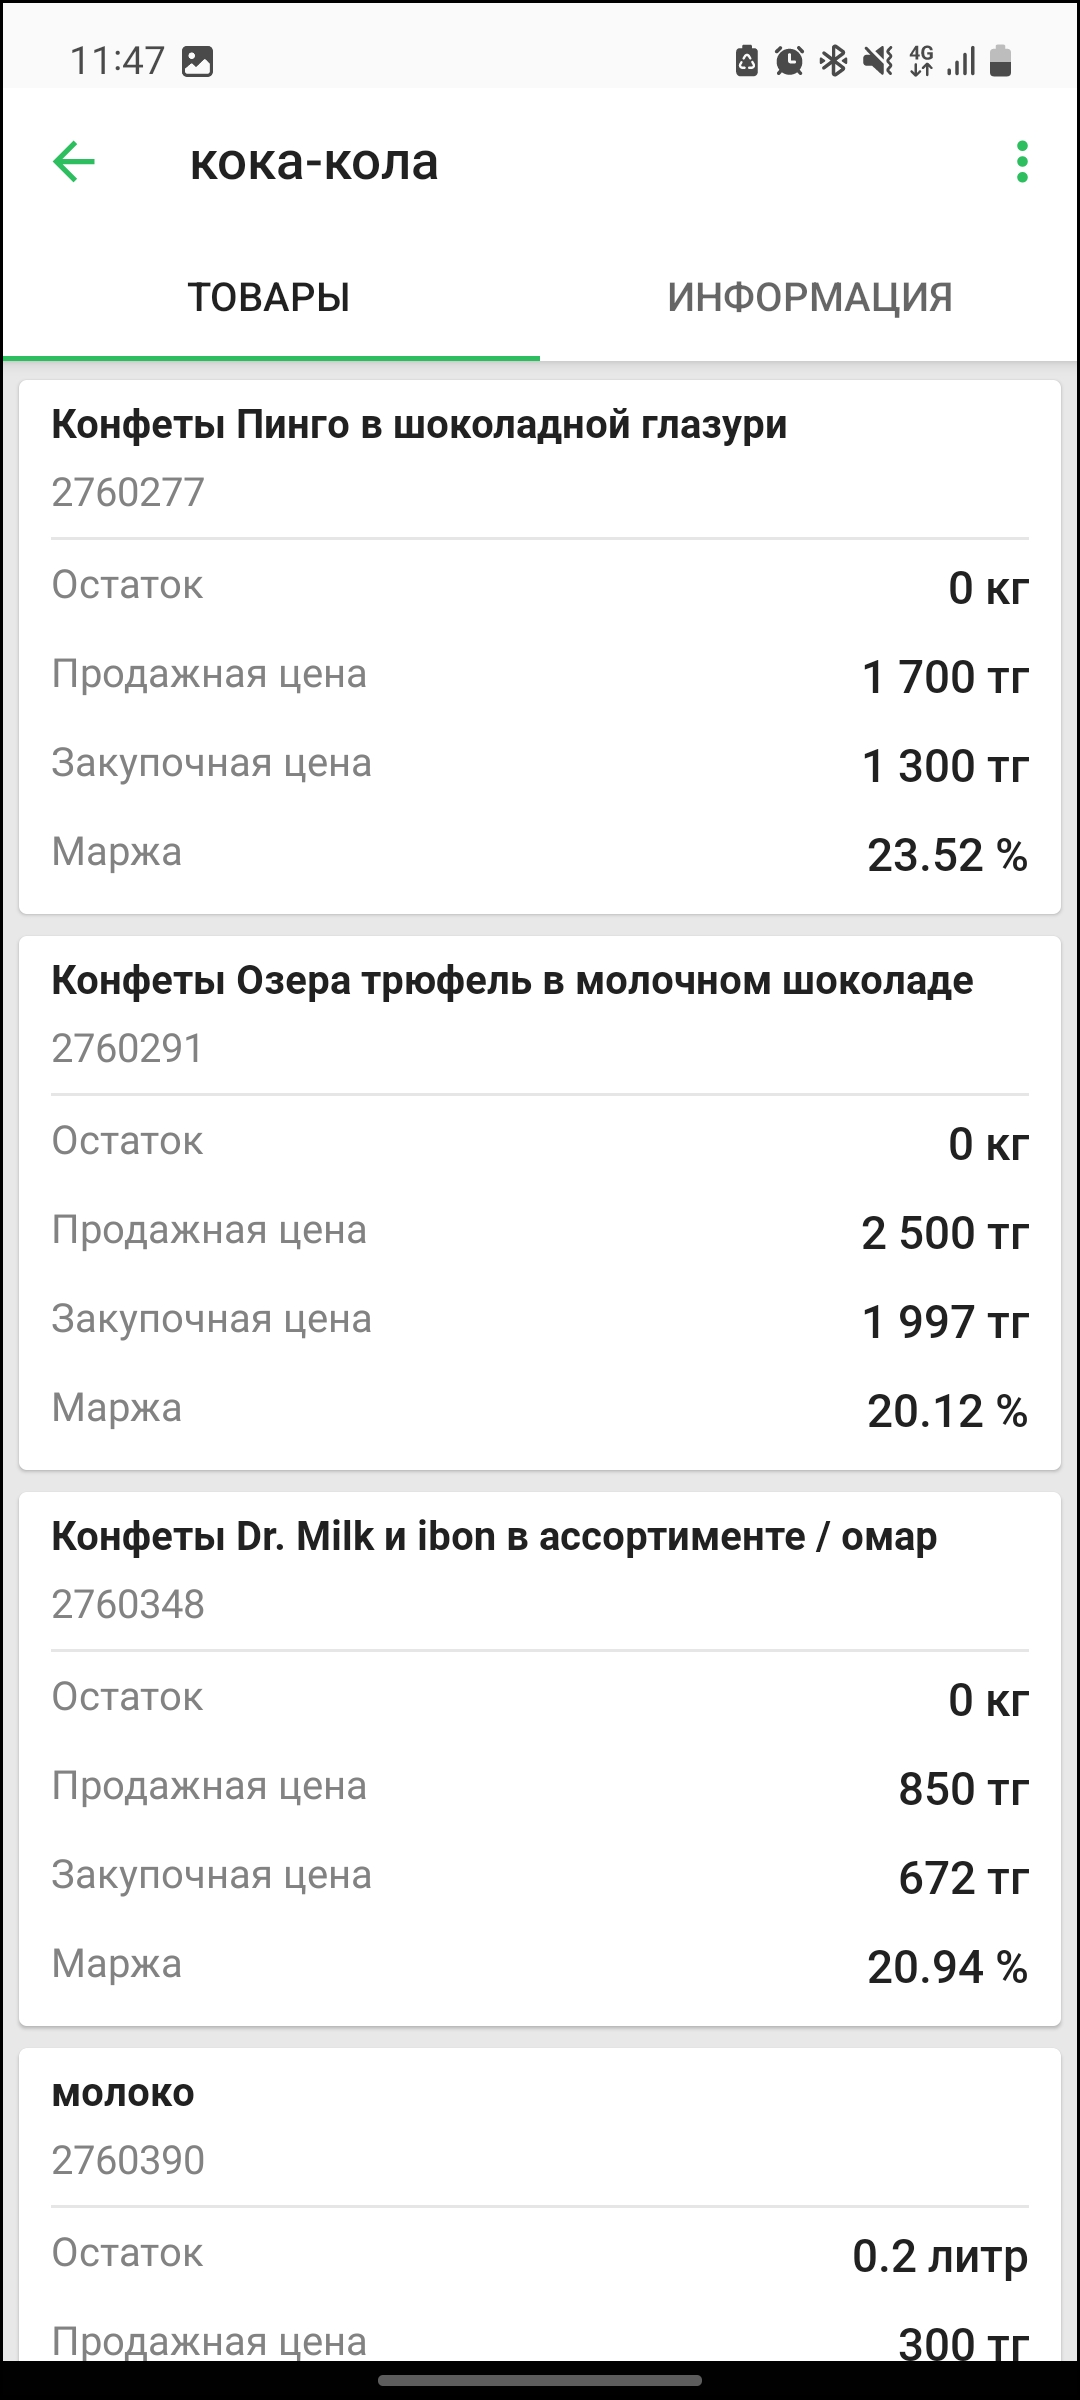 11:47
4G
кока-кола
ТОВАРЫ
ИНФОРМАЦИЯ
Конфеты Пинго в шоколадной глазури
2760277
Остаток 0 кг
Продажная цена 1 700 тг
Закупочная цена 1 300 тг
Маржа 23.52 %
Конфеты Озера трюфель в молочном шоколаде
2760291
Остаток 0 кг
Продажная цена 2 500 тг
Закупочная цена 1 997 тг
Маржа 20.12 %
Конфеты Dr. Milk и ibon в ассортименте / омар
2760348
Остаток 0 кг
Продажная цена 850 тг
Закупочная цена 672 тг
Маржа 20.94 %
молоко
2760390
Остаток 0.2 литр
Продажная цена 300 тг